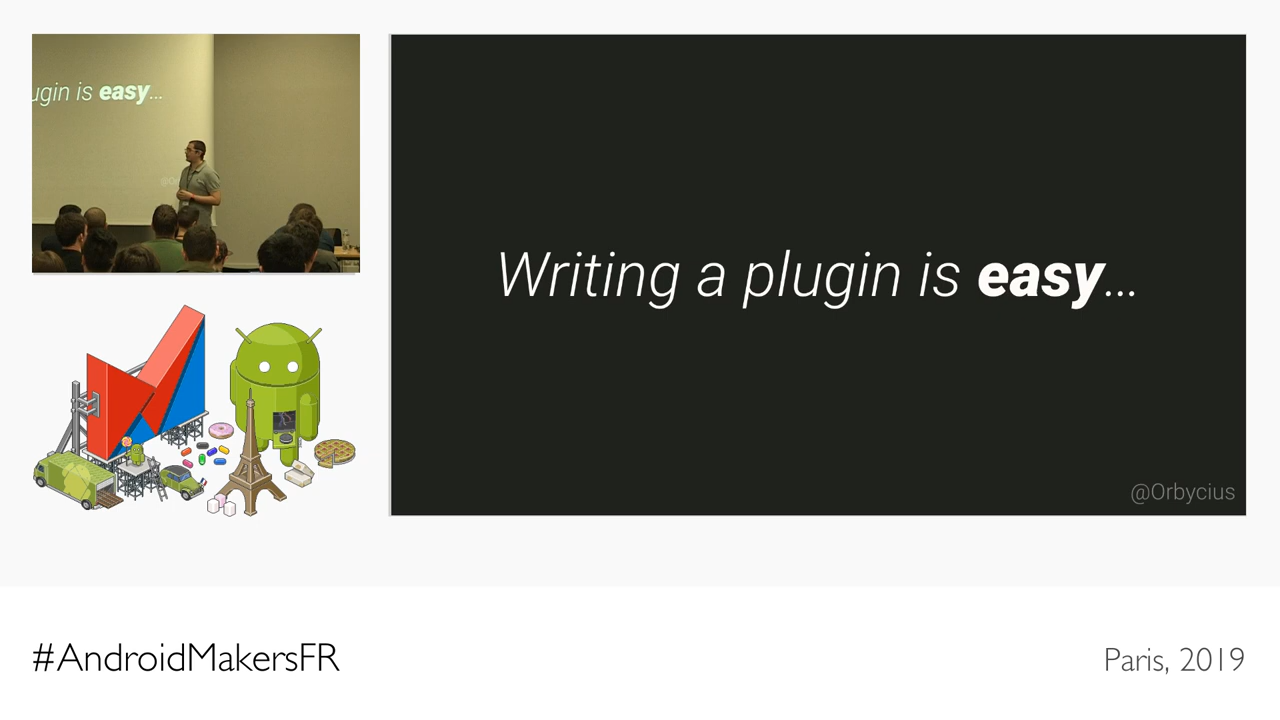 ugin is easy...
Writing a plugin is easy...
@Orbycius
#AndroidMakersFR
Paris, 2019